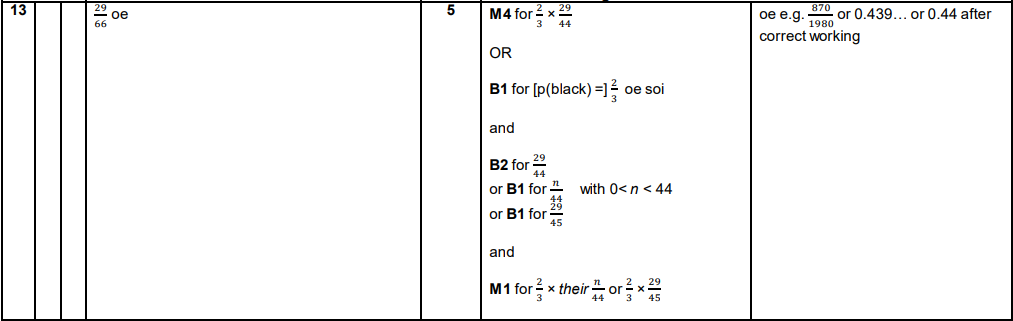 13 29/66 oe 5 M4 for 2/3 × 29/44 oe e.g. 870/1980 or 0.439… or 0.44 after
correct working
OR
B1 for [p(black) =] 2/3 oe soi
and
B2 for 29/44
or B1 for n/44 with 0< n < 44
or B1 for 29/45
and
M1 for 2/3 × their n/44 or 2/3 × 29/45